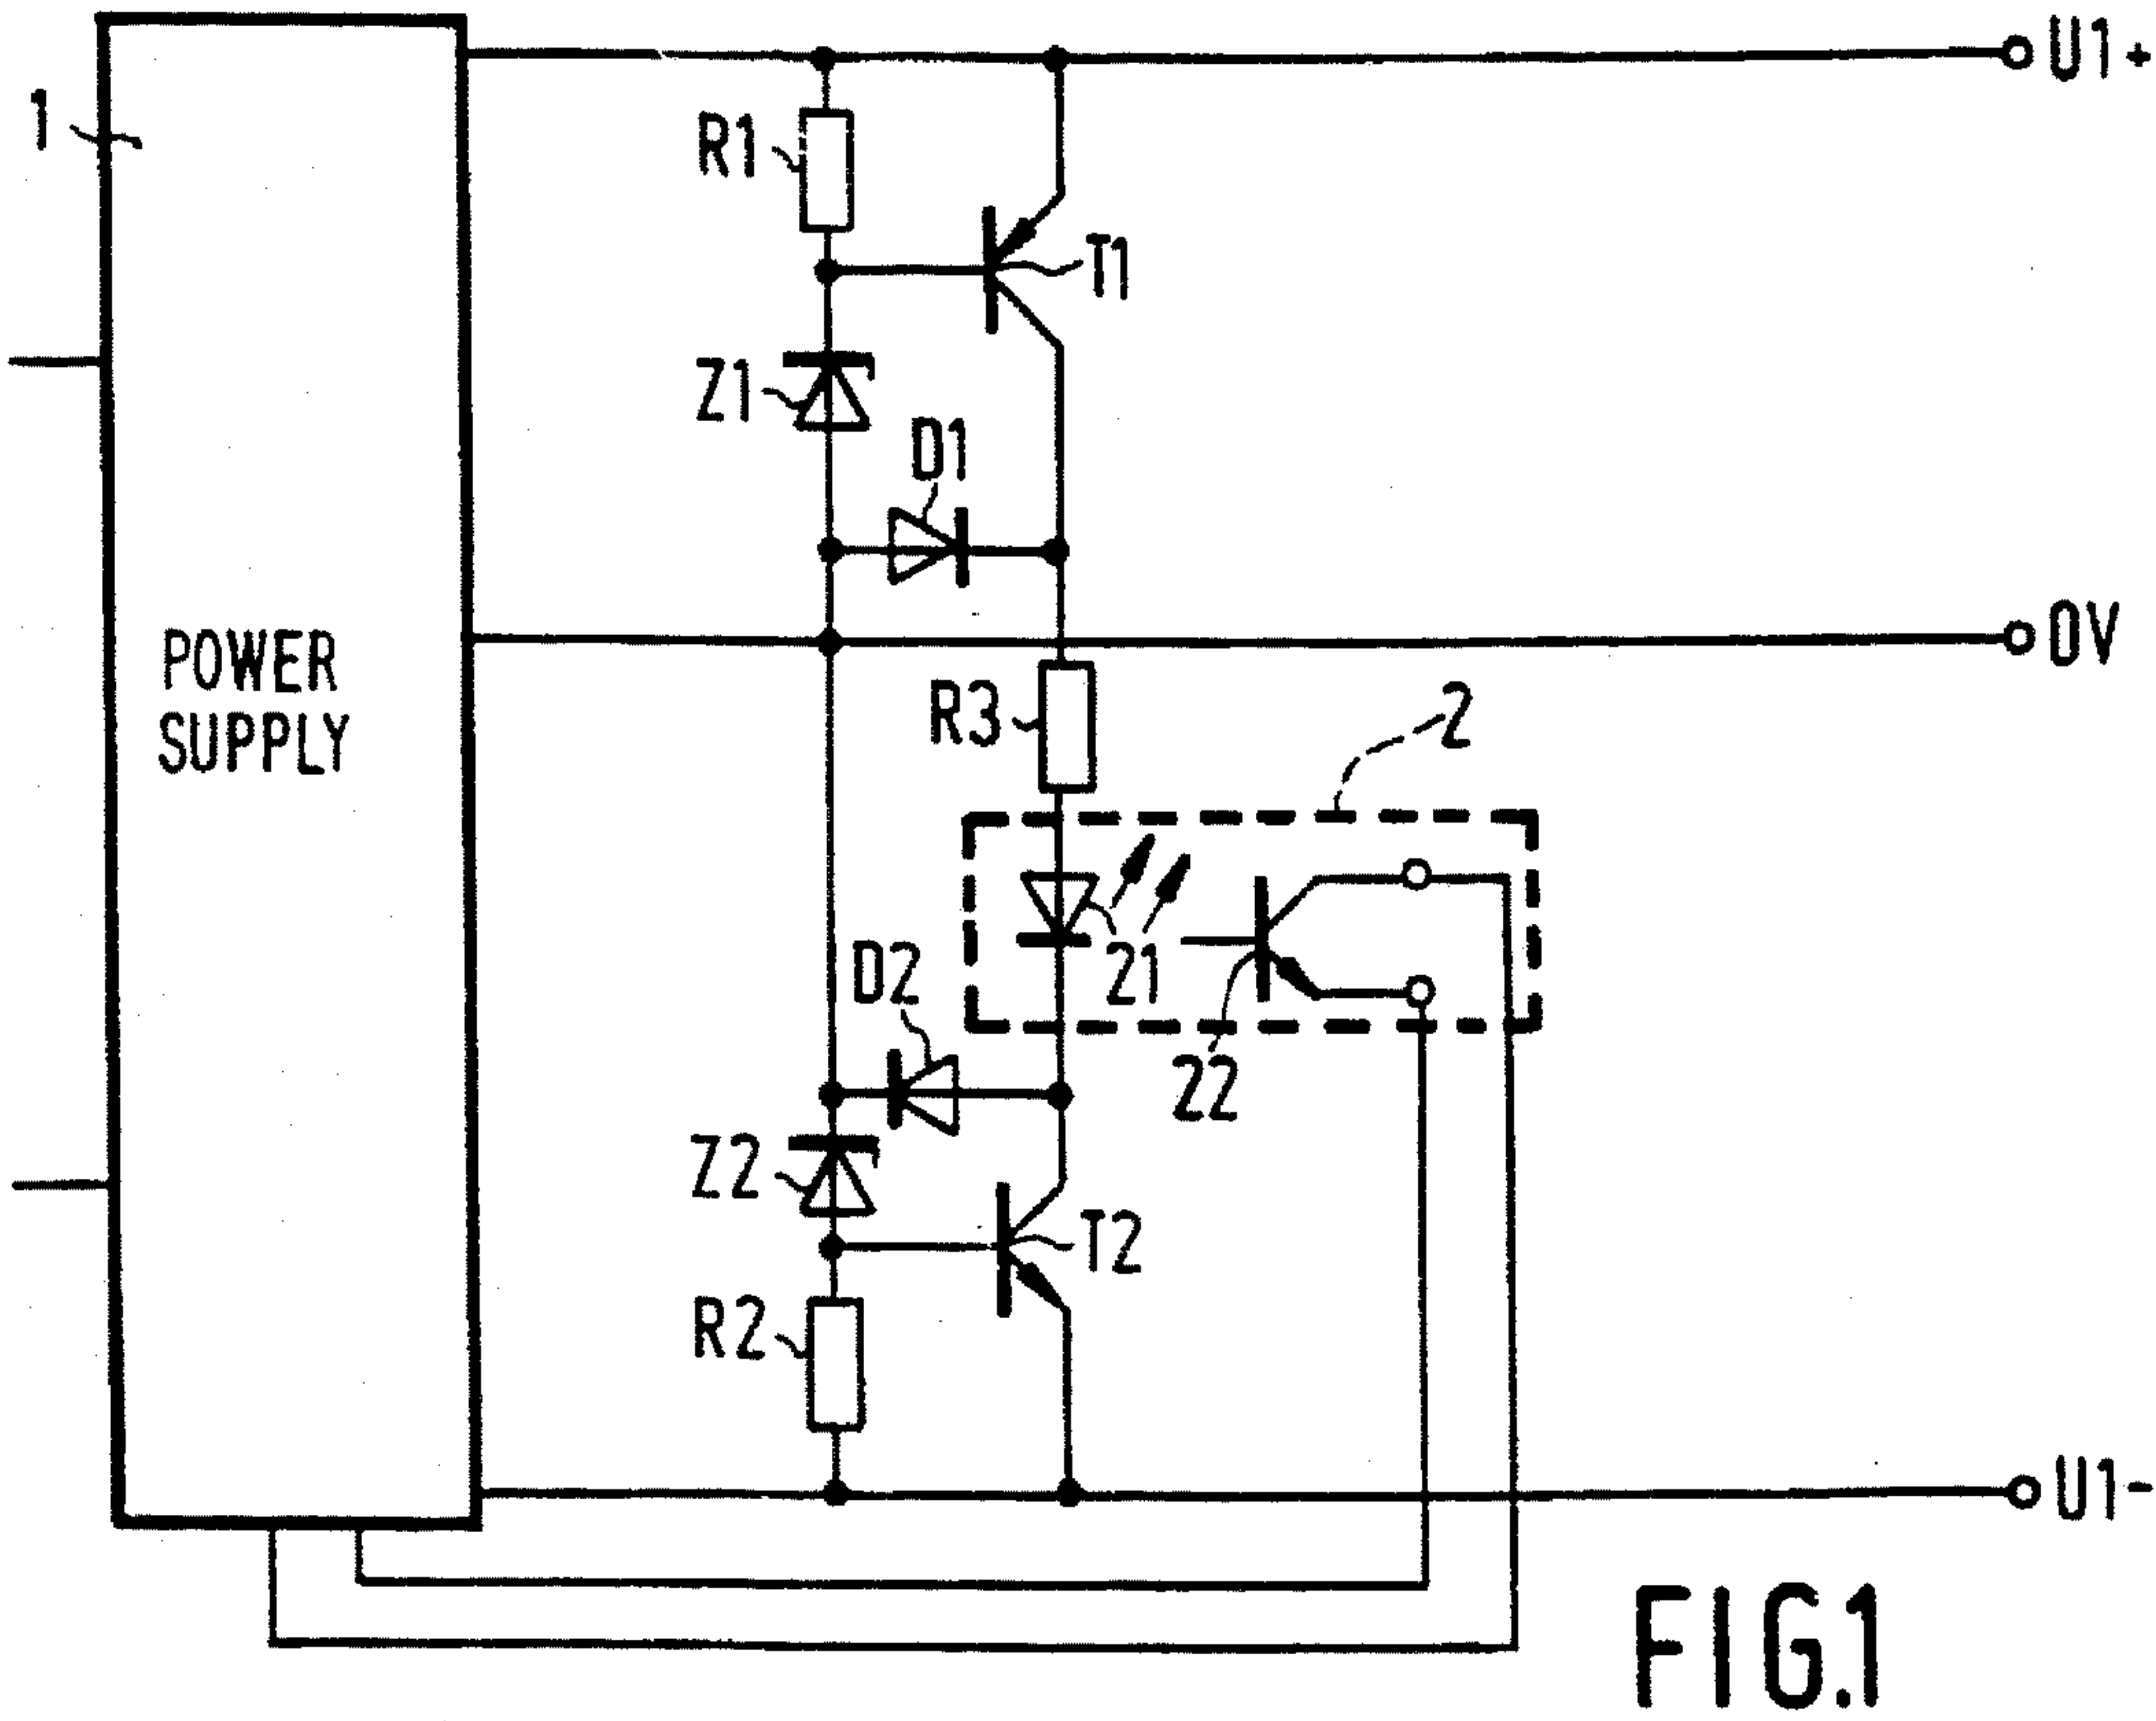 U1+
1
R1
T1
Z1
D1
0V
POWER
SUPPLY
R3
2
D2
21
22
Z2
T2
R2
U1-
FIG.1